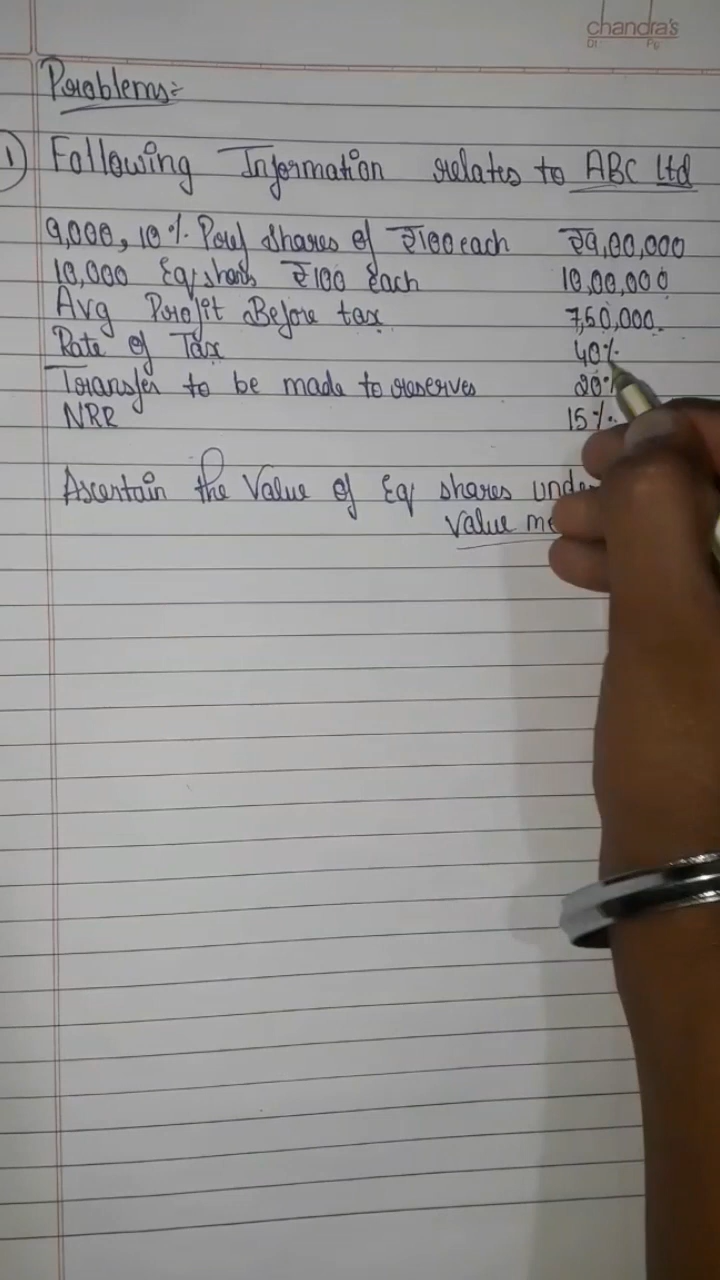 chandra's
Problems:-
1) Following Information relates to ABC Ltd
9,000, 10% Pref shares of ₹100 each ₹9,00,000
10,000 Eq shares ₹100 Each 10,00,000
Avg Profit Before tax 7,50,000
Rate of Tax 40%
Transfer to be made to reserves 20%
NRR 15%
Ascertain the Value of Eq shares
Value